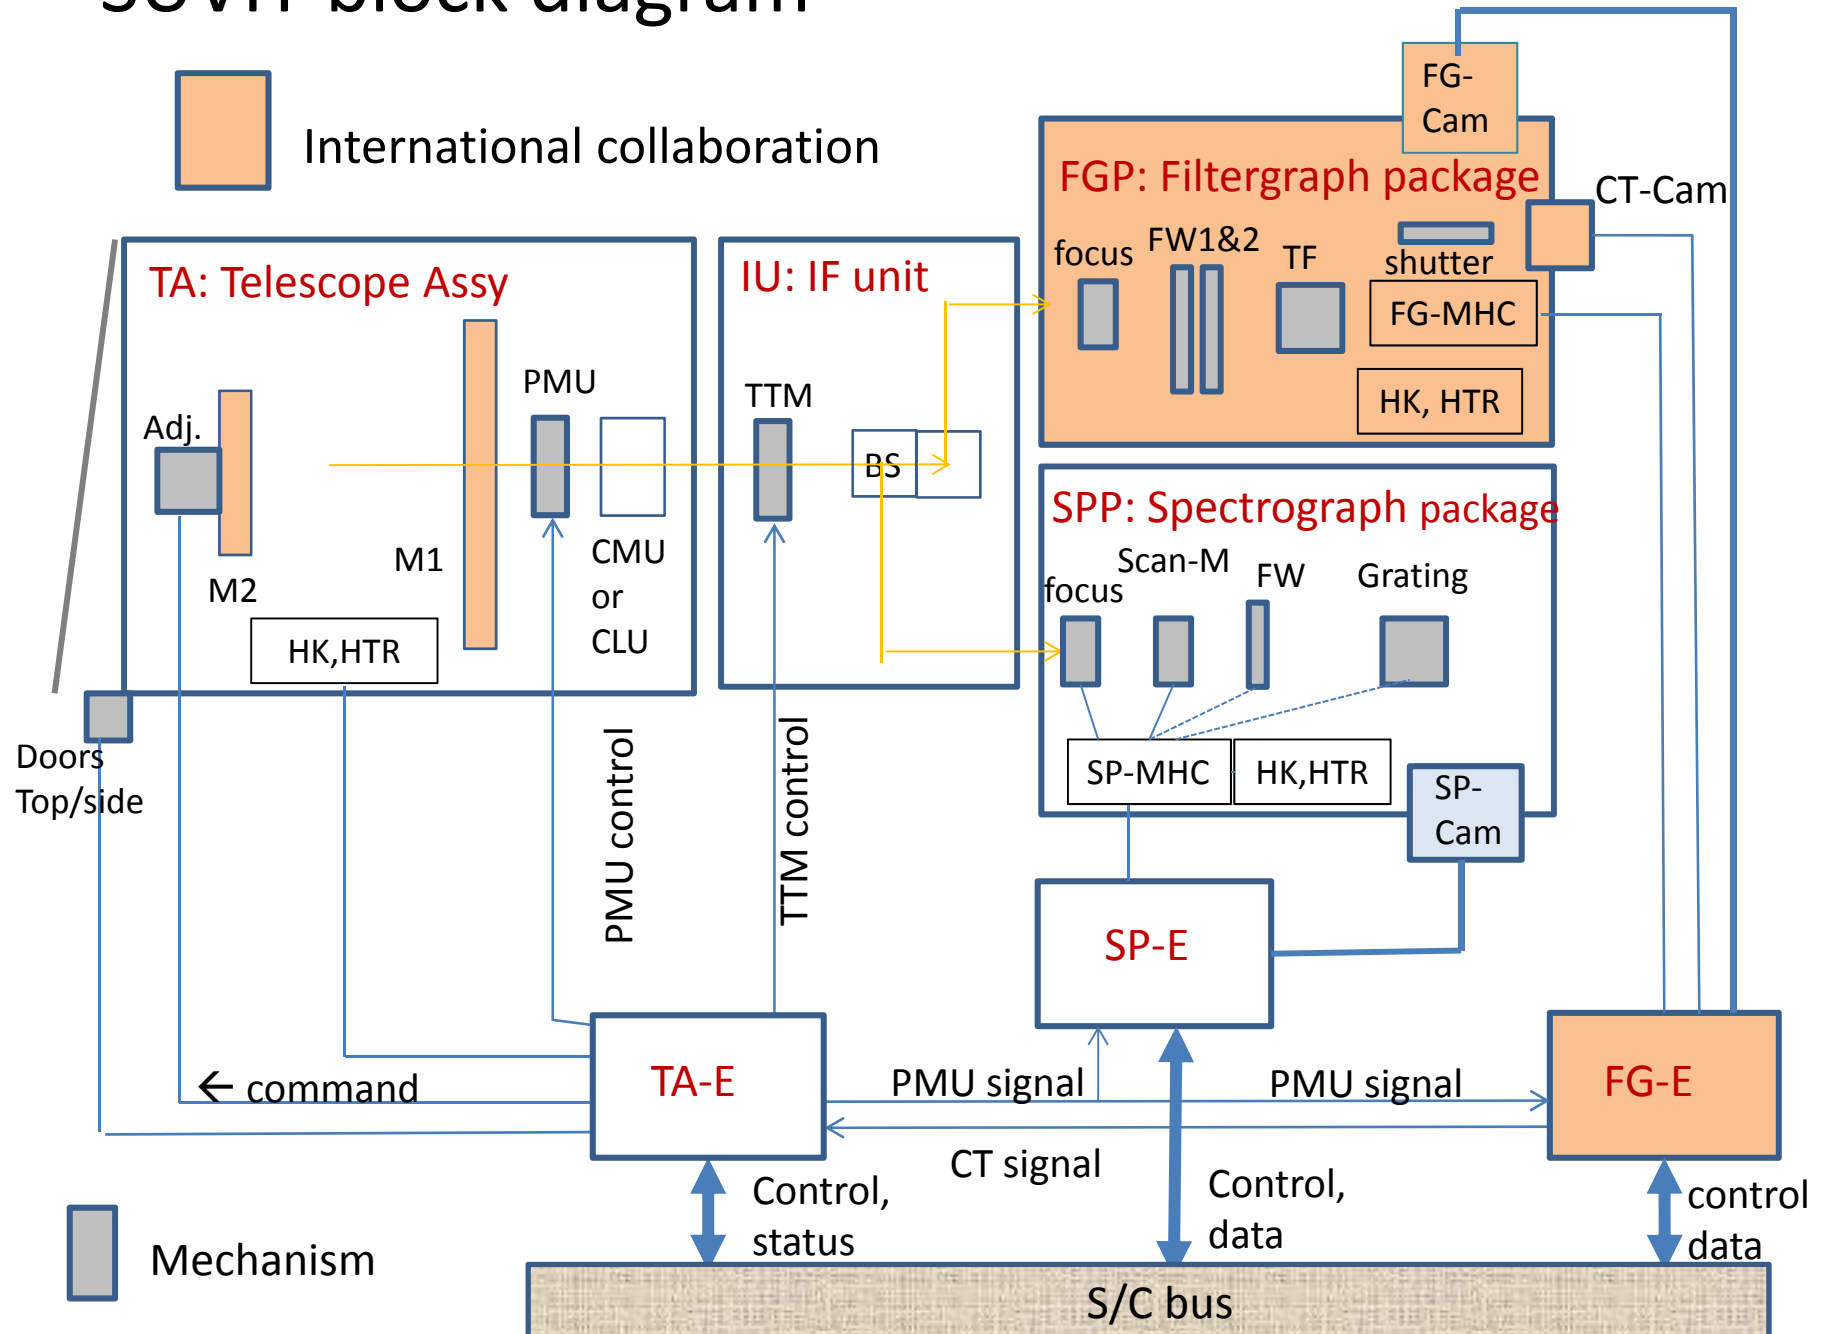 SUVIT block diagram
International collaboration
FG-
Cam
FGP: Filtergraph package
CT-Cam
focus
FW1&2
TF
shutter
FG-MHC
HK, HTR
TA: Telescope Assy
IU: IF unit
PMU
TTM
Adj.
BS
M1
M2
CMU
or
CLU
HK,HTR
SPP: Spectrograph package
Scan-M
focus
FW
Grating
SP-MHC
HK,HTR
SP-
Cam
Doors
Top/side
PMU control
TTM control
SP-E
TA-E
FG-E
← command
PMU signal
PMU signal
CT signal
Control,
status
Control,
data
control
data
Mechanism
S/C bus